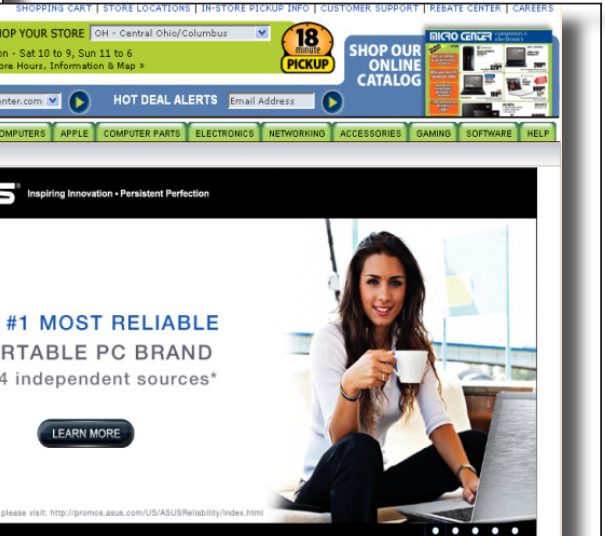 SHOPPING CART | STORE LOCATIONS | IN-STORE PICKUP INFO | CUSTOMER SUPPORT | REBATE CENTER | CAREERS
HOP YOUR STORE OH - Central Ohio/Columbus
on - Sat 10 to 9, Sun 11 to 6
ore Hours, Information & Map »
18
minute
PICKUP
SHOP OUR
ONLINE
CATALOG
MICRO CENTER computers &
electronics
enter.com
HOT DEAL ALERTS Email Address
OMPUTERS APPLE COMPUTER PARTS ELECTRONICS NETWORKING ACCESSORIES GAMING SOFTWARE HELP
S® Inspiring Innovation • Persistent Perfection
#1 MOST RELIABLE
RTABLE PC BRAND
4 independent sources*
LEARN MORE
please visit: http://promos.asus.com/US/ASUSReliability/index.html